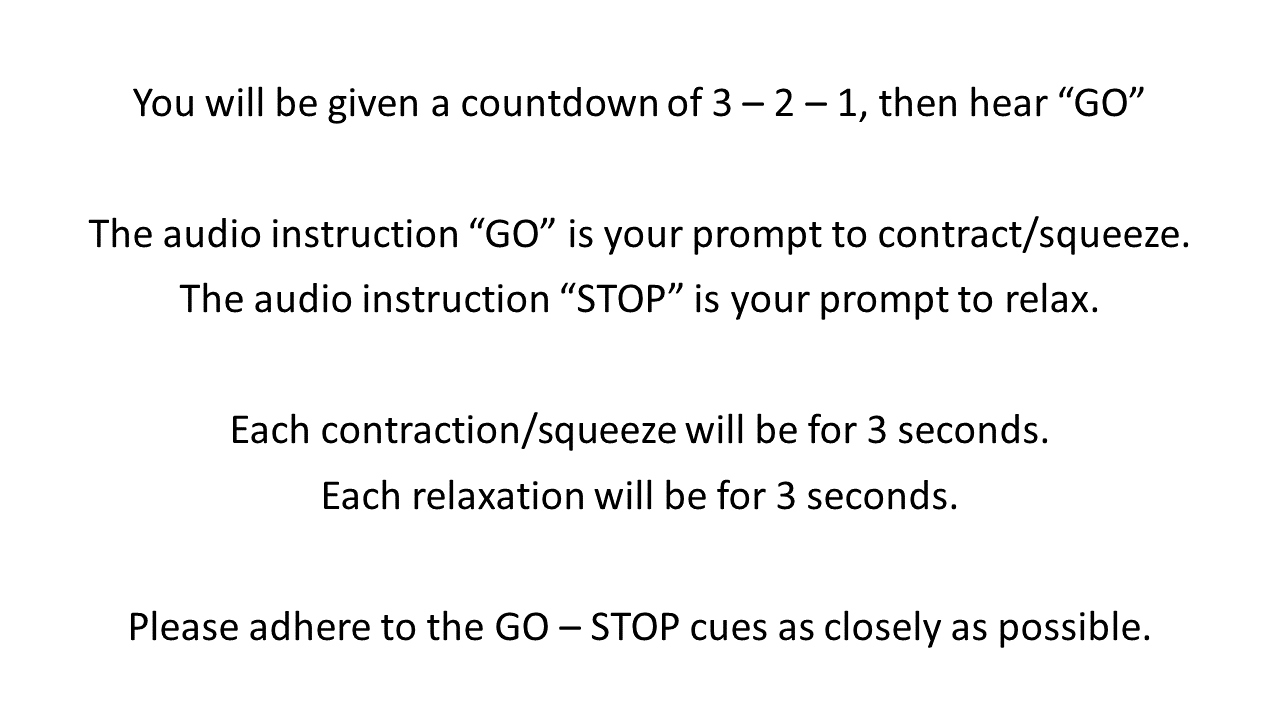 You will be given a countdown of 3 – 2 – 1, then hear “GO”
The audio instruction “GO” is your prompt to contract/squeeze.
The audio instruction “STOP” is your prompt to relax.
Each contraction/squeeze will be for 3 seconds.
Each relaxation will be for 3 seconds.
Please adhere to the GO – STOP cues as closely as possible.